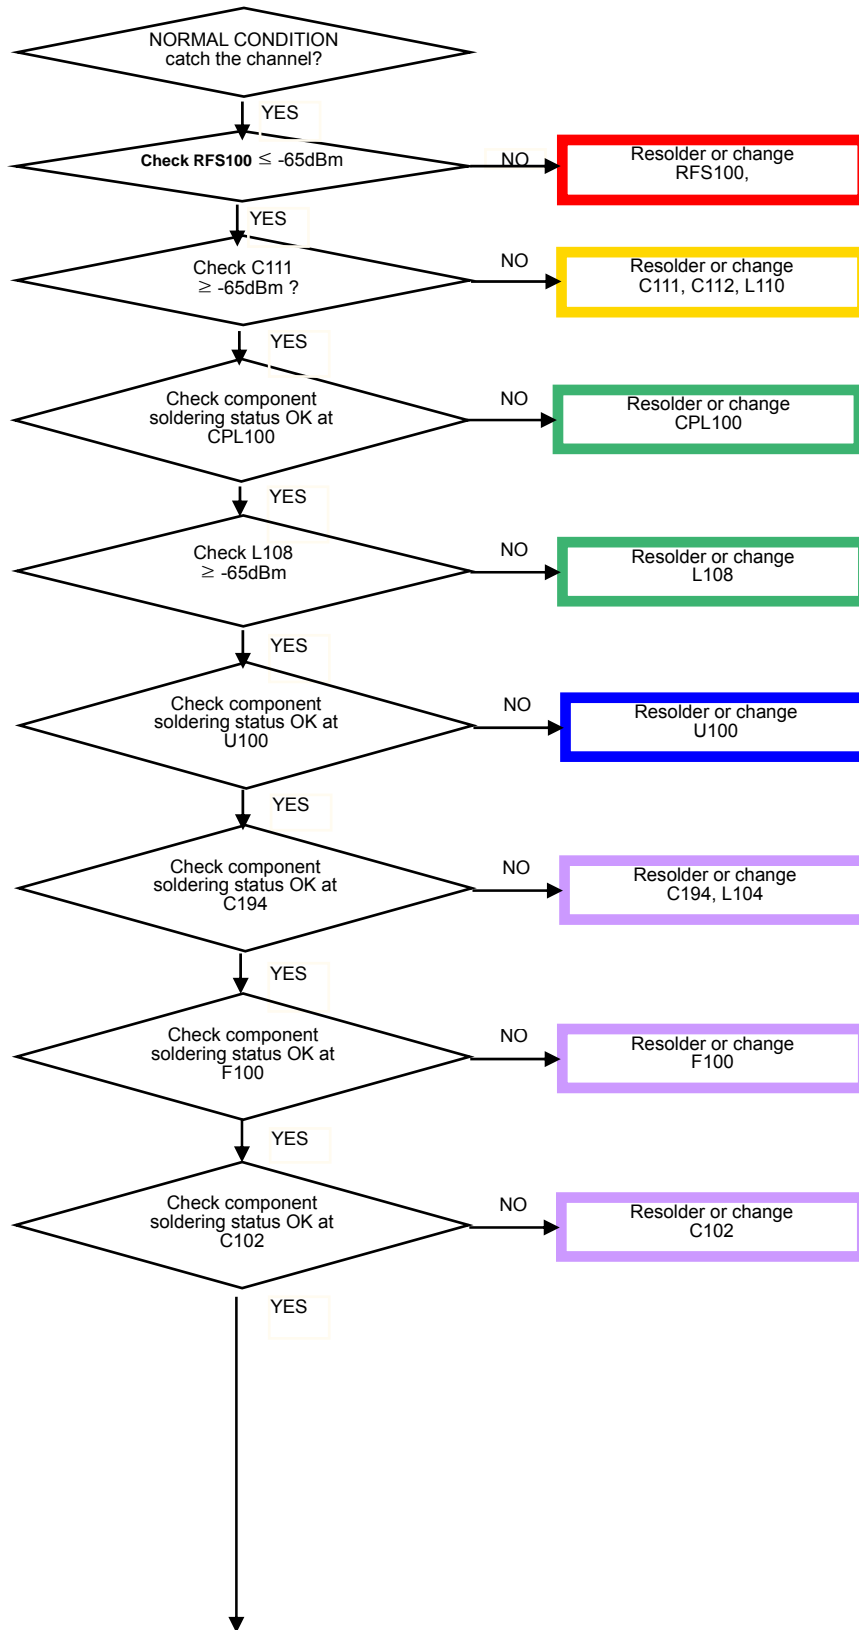 NORMAL CONDITION
catch the channel?
YES
Check RFS100 ≤ -65dBm
NO
Resolder or change
RFS100,
YES
Check C111
≥ -65dBm ?
NO
Resolder or change
C111, C112, L110
YES
Check component
soldering status OK at
CPL100
NO
Resolder or change
CPL100
YES
Check L108
≥ -65dBm
NO
Resolder or change
L108
YES
Check component
soldering status OK at
U100
NO
Resolder or change
U100
YES
Check component
soldering status OK at
C194
NO
Resolder or change
C194, L104
YES
Check component
soldering status OK at
F100
NO
Resolder or change
F100
YES
Check component
soldering status OK at
C102
NO
Resolder or change
C102
YES